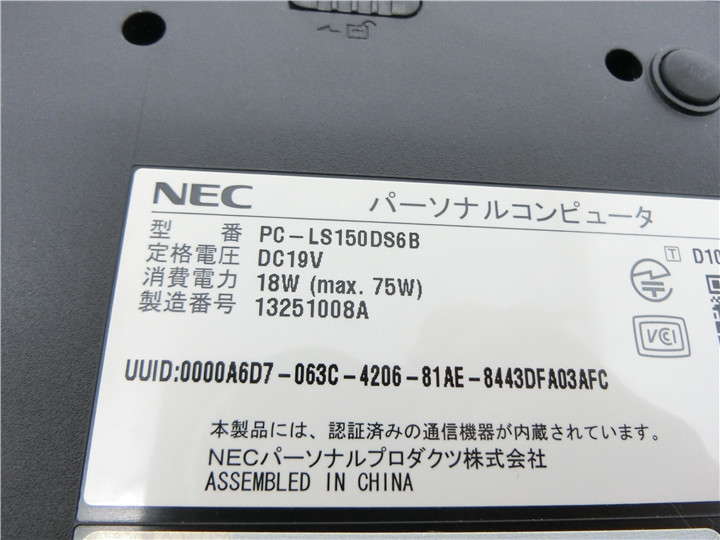 NEC パーソナルコンピュータ
型 番 PC-LS150DS6B
定格電圧 DC19V
消費電力 18W (max. 75W)
製造番号 13251008A
T D10
VCI
UUID:0000A6D7-063C-4206-81AE-8443DFA03AFC
本製品には、認証済みの通信機器が内蔵されています。
NECパーソナルプロダクツ株式会社
ASSEMBLED IN CHINA